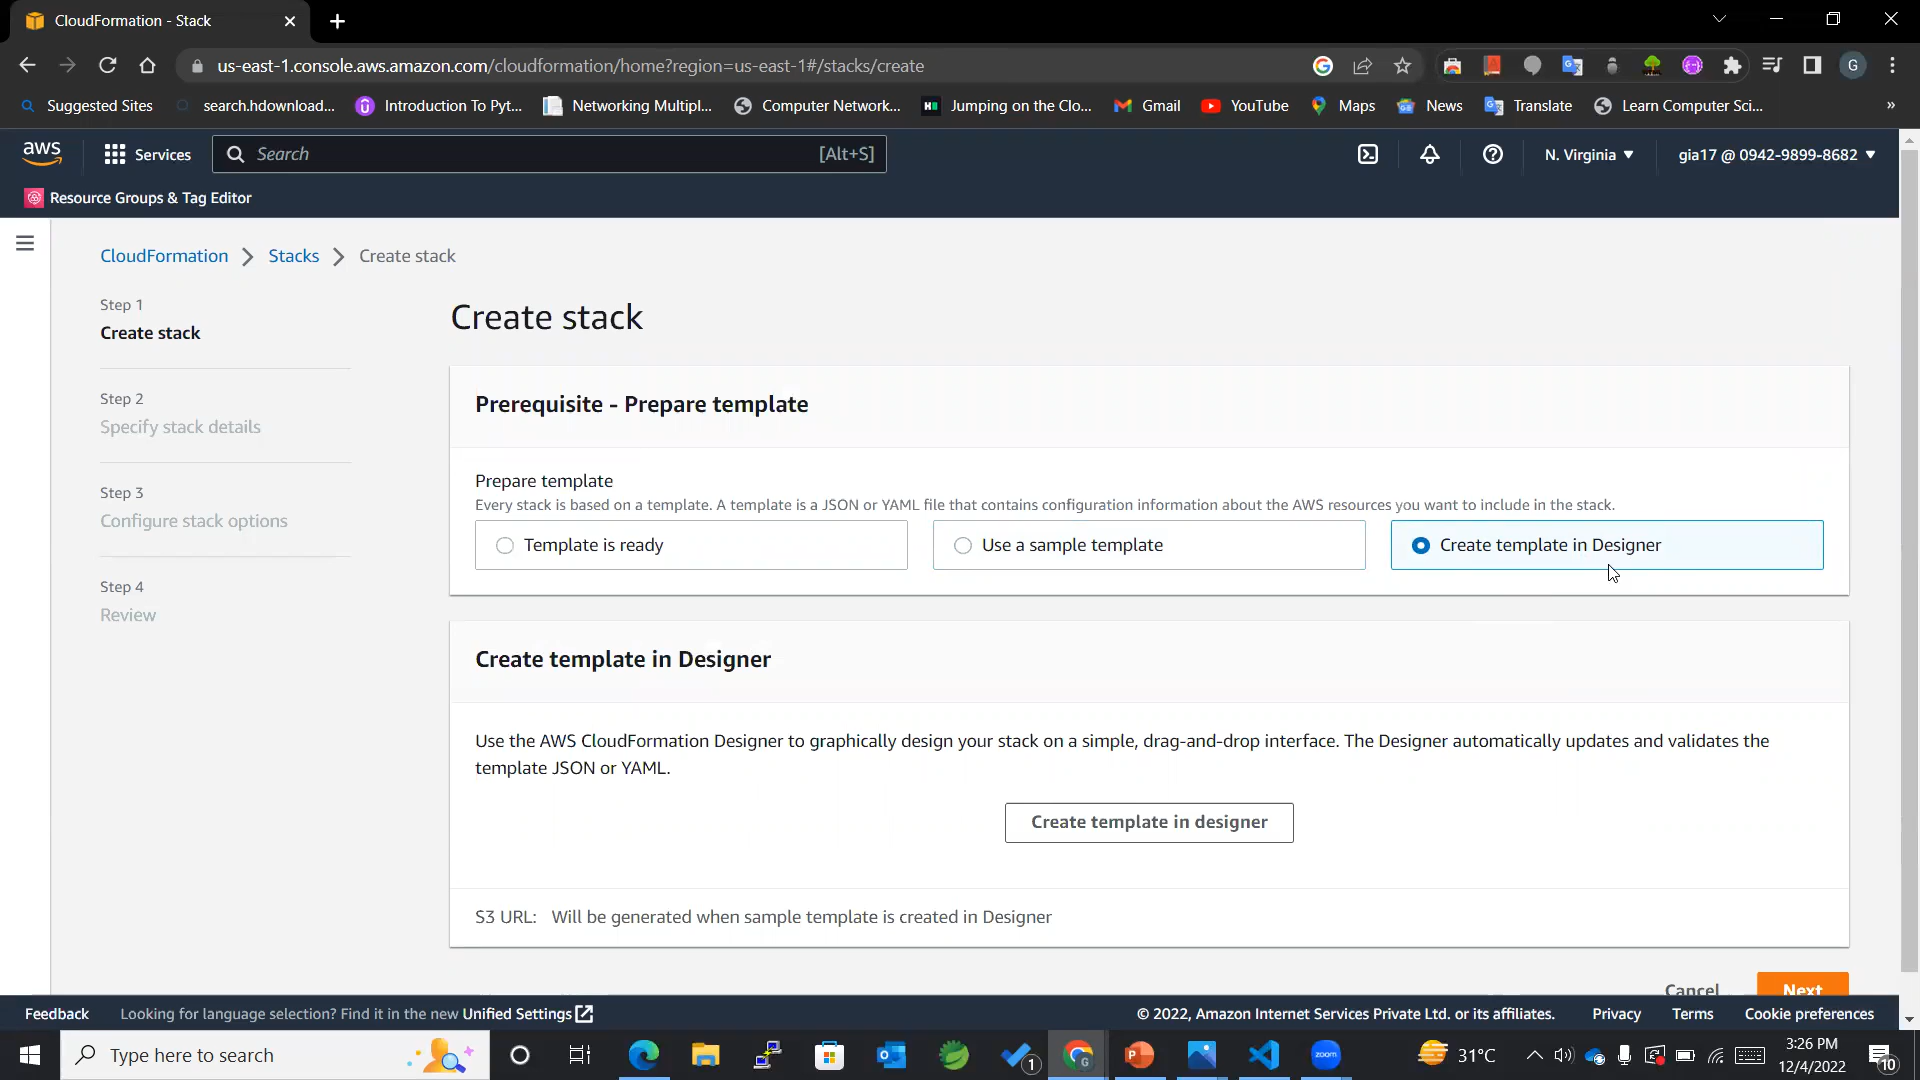 CloudFormation - Stack
us-east-1.console.aws.amazon.com/cloudformation/home?region=us-east-1#/stacks/create
G
Suggested Sites
search.hdownload...
Introduction To Pyt...
Networking Multipl...
Computer Network...
Jumping on the Clo...
Gmail
YouTube
Maps
News
Translate
Learn Computer Sci...
»
aws
Services
Search
[Alt+S]
N. Virginia
gia17 @ 0942-9899-8682
Resource Groups & Tag Editor
CloudFormation
Stacks
Create stack
Step 1
Create stack
Step 2
Specify stack details
Step 3
Configure stack options
Step 4
Review
Create stack
Prerequisite - Prepare template
Prepare template
Every stack is based on a template. A template is a JSON or YAML file that contains configuration information about the AWS resources you want to include in the stack.
Template is ready
Use a sample template
Create template in Designer
Create template in Designer
Use the AWS CloudFormation Designer to graphically design your stack on a simple, drag-and-drop interface. The Designer automatically updates and validates the
template JSON or YAML.
Create template in designer
S3 URL: Will be generated when sample template is created in Designer
Cancel
Next
Feedback
Looking for language selection? Find it in the new Unified Settings
© 2022, Amazon Internet Services Private Ltd. or its affiliates.
Privacy
Terms
Cookie preferences
Type here to search
1
zoom
31°C
3:26 PM
12/4/2022
10